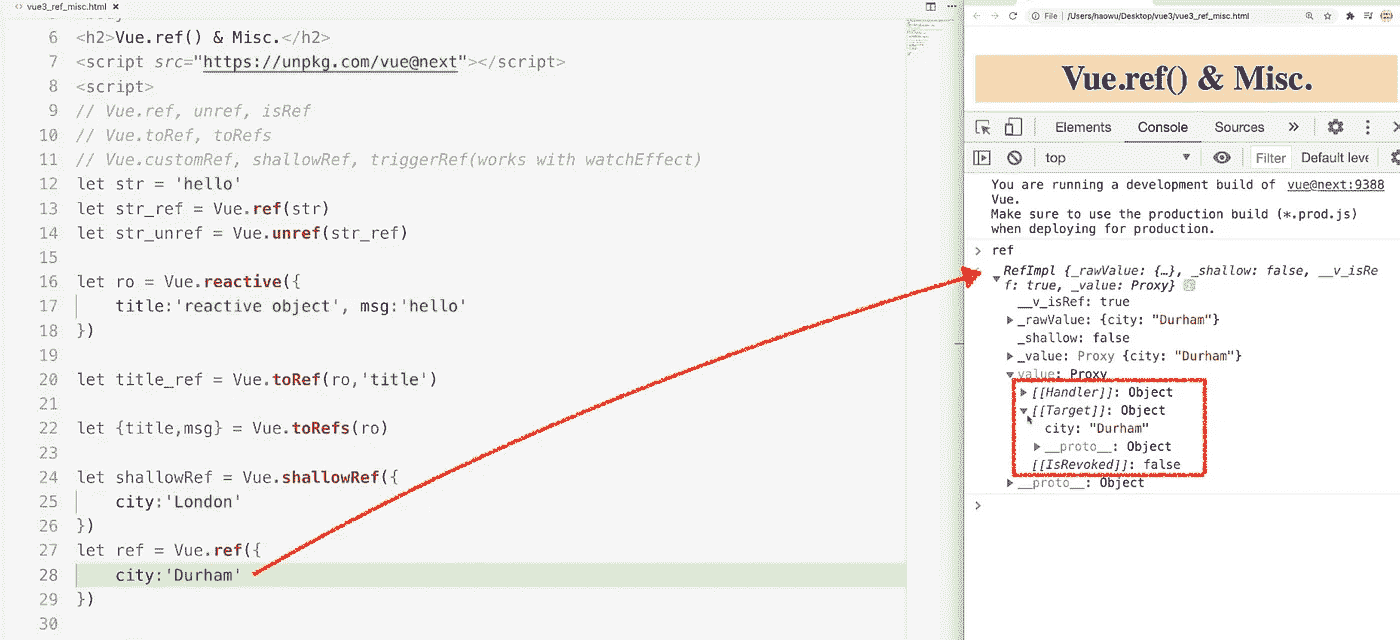 vue3_ref_misc.html ×
<body
6 <h2>Vue.ref() & Misc.</h2>
7 <script src="https://unpkg.com/vue@next"></script>
8 <script>
9 // Vue.ref, unref, isRef
10 // Vue.toRef, toRefs
11 // Vue.customRef, shallowRef, triggerRef(works with watchEffect)
12 let str = 'hello'
13 let str_ref = Vue.ref(str)
14 let str_unref = Vue.unref(str_ref)
15
16 let ro = Vue.reactive({
17 title:'reactive object', msg:'hello'
18 })
19
20 let title_ref = Vue.toRef(ro,'title')
21
22 let {title,msg} = Vue.toRefs(ro)
23
24 let shallowRef = Vue.shallowRef({
25 city:'London'
26 })
27 let ref = Vue.ref({
28 city:'Durham'
29 })
30
File | /Users/haowu/Desktop/vue3/vue3_ref_misc.html
Vue.ref() & Misc.
Elements Console Sources »
top Filter Default leve
You are running a development build of vue@next:9388
Vue.
Make sure to use the production build (*.prod.js)
when deploying for production.
> ref
RefImpl {_rawValue: {…}, _shallow: false, __v_isRe
f: true, _value: Proxy}
__v_isRef: true
_rawValue: {city: "Durham"}
_shallow: false
_value: Proxy {city: "Durham"}
value: Proxy
[[Handler]]: Object
[[Target]]: Object
city: "Durham"
__proto__: Object
[[IsRevoked]]: false
__proto__: Object
>